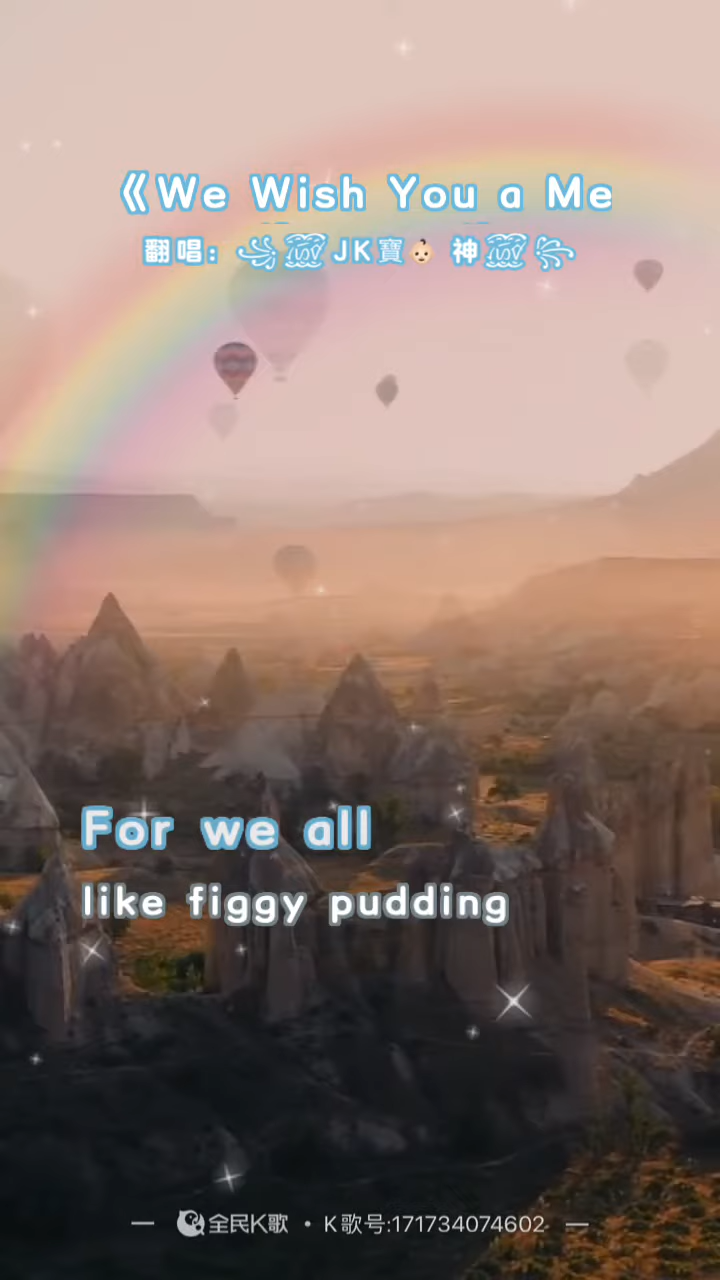 《We Wish You a Me
翻唱: JK寶👶🏻 神
For we all
like figgy pudding
全民K歌 • K歌号:171734074602